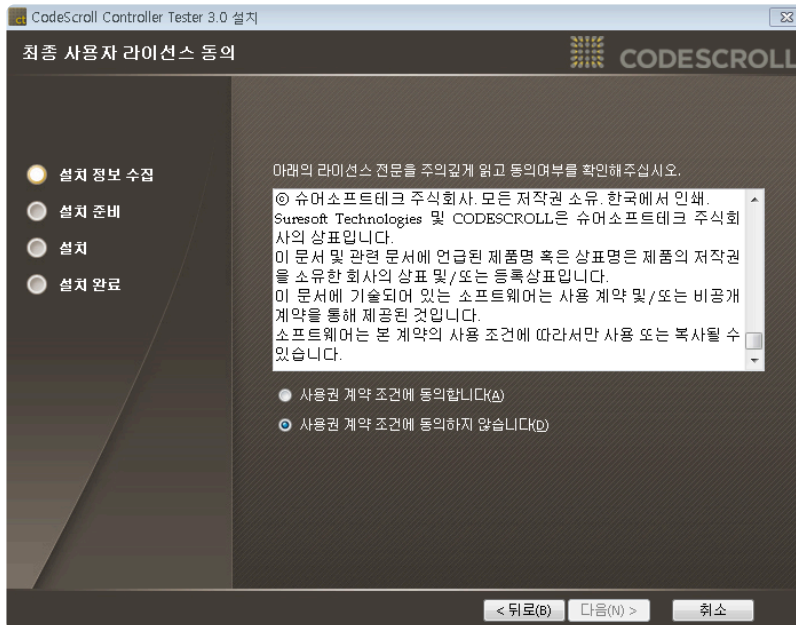 ct CodeScroll Controller Tester 3.0 설치
최종 사용자 라이선스 동의
CODESCROLL
설치 정보 수집
설치 준비
설치
설치 완료
아래의 라이선스 전문을 주의깊게 읽고 동의여부를 확인해주십시오.
© 슈어소프트테크 주식회사. 모든 저작권 소유. 한국에서 인쇄.
Suresoft Technologies 및 CODESCROLL은 슈어소프트테크 주식회
사의 상표입니다.
이 문서 및 관련 문서에 언급된 제품명 혹은 상표명은 제품의 저작권
을 소유한 회사의 상표 및/또는 등록상표입니다.
이 문서에 기술되어 있는 소프트웨어는 사용 계약 및/또는 비공개
계약을 통해 제공된 것입니다.
소프트웨어는 본 계약의 사용 조건에 따라서만 사용 또는 복사될 수
있습니다.
사용권 계약 조건에 동의합니다(A)
사용권 계약 조건에 동의하지 않습니다(D)
< 뒤로(B) 다음(N) > 취소